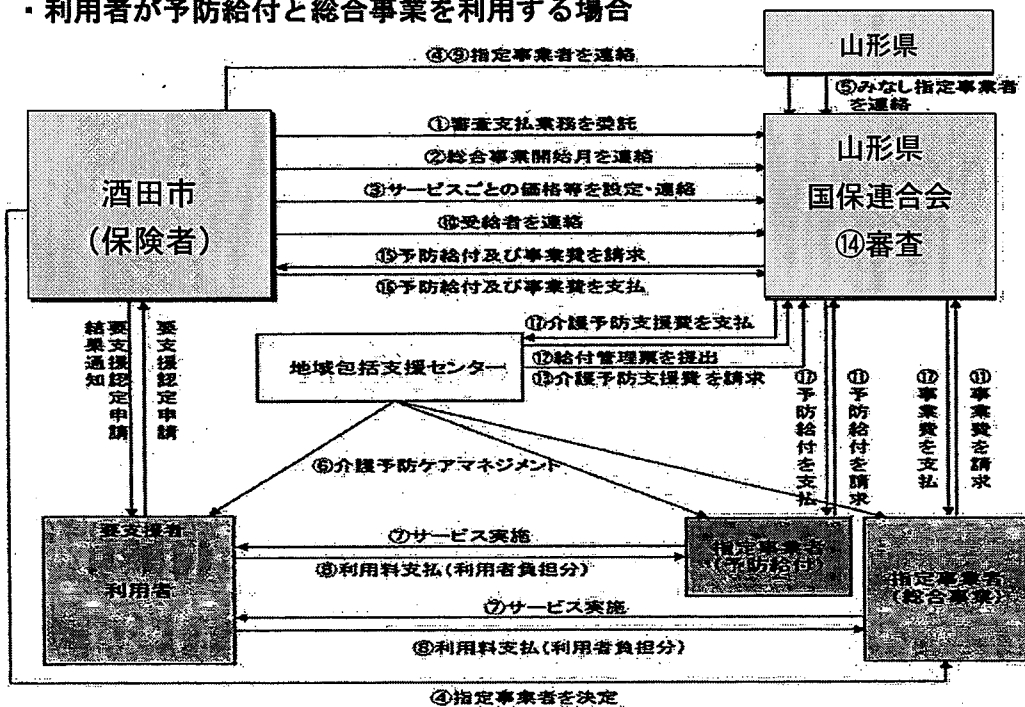 ・利用者が予防給付と総合事業を利用する場合
山形県
④⑨指定事業者を連絡
⑤みなし指定事業者
を連絡
①審査支払業務を委託
②総合事業開始月を連絡
③サービスごとの価格等を設定、連絡
⑩受給者を連絡
⑮予防給付及び事業費を請求
⑯予防給付及び事業費を支払
酒田市
(保険者)
山形県
国保連合会
⑭審査
要支援認定申請
結果通知
要支援認定申請
地域包括支援センター
⑰介護予防支援費を支払
⑫給付管理票を提出
⑬介護予防支援費を請求
⑰予防給付を支払
⑪予防給付を請求
⑰事業費を支払
⑪事業費を請求
⑥介護予防ケアマネジメント
要支援者
利用者
⑦サービス実施
⑧利用料支払(利用者負担分)
指定事業者
(予防給付)
⑦サービス実施
⑧利用料支払(利用者負担分)
指定事業者
(総合事業)
④指定事業者を決定